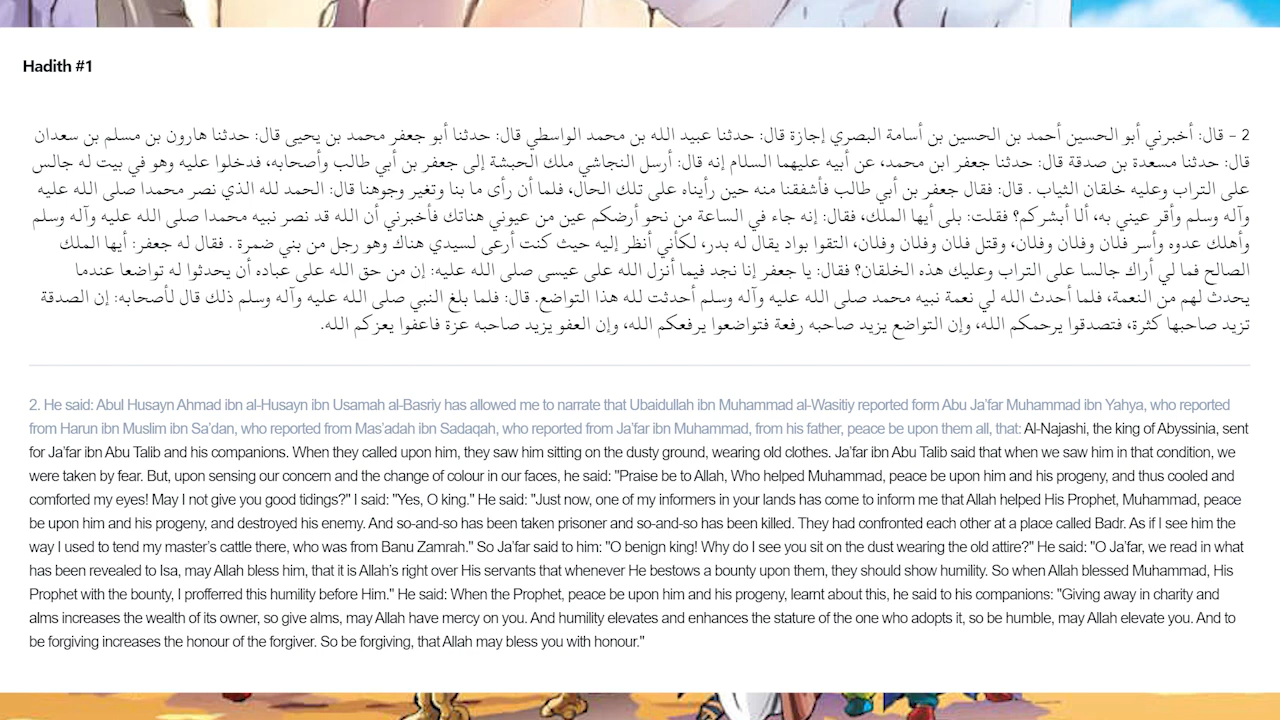 Hadith #1
2 - قال: أخبرني أبو الحسين أحمد بن الحسين بن أسامة البصري إجازة قال: حدثنا عبيد الله بن محمد الواسطي قال: حدثنا أبو جعفر محمد بن يحيى قال: حدثنا هارون بن مسلم بن سعدان
قال: حدثنا مسعدة بن صدقة قال: حدثنا جعفر ابن محمد، عن أبيه عليهما السلام إنه قال: أرسل النجاشي ملك الحبشة إلى جعفر بن أبي طالب وأصحابه، فدخلوا عليه وهو في بيت له جالس
على التراب وعليه خلقان الثياب . قال: فقال جعفر بن أبي طالب فأشفقنا منه حين رأيناه على تلك الحال، فلما أن رأى ما بنا وتغير وجوهنا قال: الحمد لله الذي نصر محمدا صلى الله عليه
وآله وسلم وأقر عيني به، ألا أبشركم؟ فقلت: بلى أيها الملك، فقال: إنه جاء في الساعة من نحو أرضكم عين من عيوني هناتك فأخبرني أن الله قد نصر نبيه محمدا صلى الله عليه وآله وسلم
وأهلك عدوه وأسر فلان وفلان وفلان، وقتل فلان وفلان وفلان، التقوا بواد يقال له بدر، لكأني أنظر إليه حيث كنت أرعى لسيدي هناك وهو رجل من بني ضمرة . فقال له جعفر: أيها الملك
الصالح فما لي أراك جالسا على التراب وعليك هذه الخلقان؟ فقال: يا جعفر إنا نجد فيما أنزل الله على عيسى صلى الله عليه: إن من حق الله على عباده أن يحدثوا له تواضعا عندما
يحدث لهم من النعمة، فلما أحدث الله لي نعمة نبيه محمد صلى الله عليه وآله وسلم أحدثت لله هذا التواضع. قال: فلما بلغ النبي صلى الله عليه وآله وسلم ذلك قال لأصحابه: إن الصدقة
تزيد صاحبها كثرة، فتصدقوا يرحمكم الله، وإن التواضع يزيد صاحبه رفعة فتواضعوا يرفعكم الله، وإن العفو يزيد صاحبه عزة فاعفوا يعزكم الله.
2. He said: Abul Husayn Ahmad ibn al-Husayn ibn Usamah al-Basriy has allowed me to narrate that Ubaidullah ibn Muhammad al-Wasitiy reported form Abu Ja'far Muhammad ibn Yahya, who reported
from Harun ibn Muslim ibn Sa'dan, who reported from Mas'adah ibn Sadaqah, who reported from Ja'far ibn Muhammad, from his father, peace be upon them all, that: Al-Najashi, the king of Abyssinia, sent
for Ja'far ibn Abu Talib and his companions. When they called upon him, they saw him sitting on the dusty ground, wearing old clothes. Ja'far ibn Abu Talib said that when we saw him in that condition, we
were taken by fear. But, upon sensing our concern and the change of colour in our faces, he said: "Praise be to Allah, Who helped Muhammad, peace be upon him and his progeny, and thus cooled and
comforted my eyes! May I not give you good tidings?" I said: "Yes, O king." He said: "Just now, one of my informers in your lands has come to inform me that Allah helped His Prophet, Muhammad, peace
be upon him and his progeny, and destroyed his enemy. And so-and-so has been taken prisoner and so-and-so has been killed. They had confronted each other at a place called Badr. As if I see him the
way I used to tend my master's cattle there, who was from Banu Zamrah." So Ja'far said to him: "O benign king! Why do I see you sit on the dust wearing the old attire?" He said: "O Ja'far, we read in what
has been revealed to Isa, may Allah bless him, that it is Allah's right over His servants that whenever He bestows a bounty upon them, they should show humility. So when Allah blessed Muhammad, His
Prophet with the bounty, I profferred this humility before Him." He said: When the Prophet, peace be upon him and his progeny, learnt about this, he said to his companions: "Giving away in charity and
alms increases the wealth of its owner, so give alms, may Allah have mercy on you. And humility elevates and enhances the stature of the one who adopts it, so be humble, may Allah elevate you. And to
be forgiving increases the honour of the forgiver. So be forgiving, that Allah may bless you with honour."